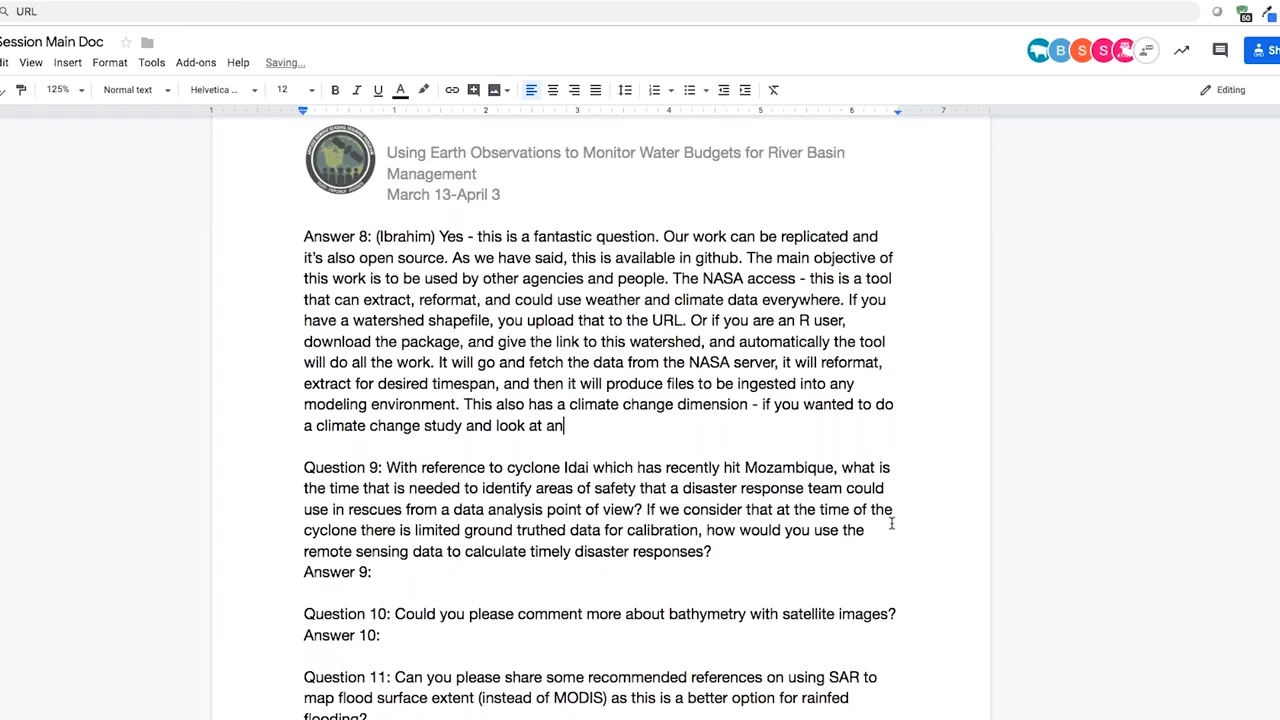 URL
Session Main Doc
dit View Insert Format Tools Add-ons Help Saving...
125% Normal text Helvetica ... 12 B I U A Editing
Sh
B S S
60
1 1 2 3 4 5 6 7
Using Earth Observations to Monitor Water Budgets for River Basin
Management
March 13-April 3
Answer 8: (Ibrahim) Yes - this is a fantastic question. Our work can be replicated and
it's also open source. As we have said, this is available in github. The main objective of
this work is to be used by other agencies and people. The NASA access - this is a tool
that can extract, reformat, and could use weather and climate data everywhere. If you
have a watershed shapefile, you upload that to the URL. Or if you are an R user,
download the package, and give the link to this watershed, and automatically the tool
will do all the work. It will go and fetch the data from the NASA server, it will reformat,
extract for desired timespan, and then it will produce files to be ingested into any
modeling environment. This also has a climate change dimension - if you wanted to do
a climate change study and look at an
Question 9: With reference to cyclone Idai which has recently hit Mozambique, what is
the time that is needed to identify areas of safety that a disaster response team could
use in rescues from a data analysis point of view? If we consider that at the time of the
cyclone there is limited ground truthed data for calibration, how would you use the
remote sensing data to calculate timely disaster responses?
Answer 9:
Question 10: Could you please comment more about bathymetry with satellite images?
Answer 10:
Question 11: Can you please share some recommended references on using SAR to
map flood surface extent (instead of MODIS) as this is a better option for rainfed
flooding?